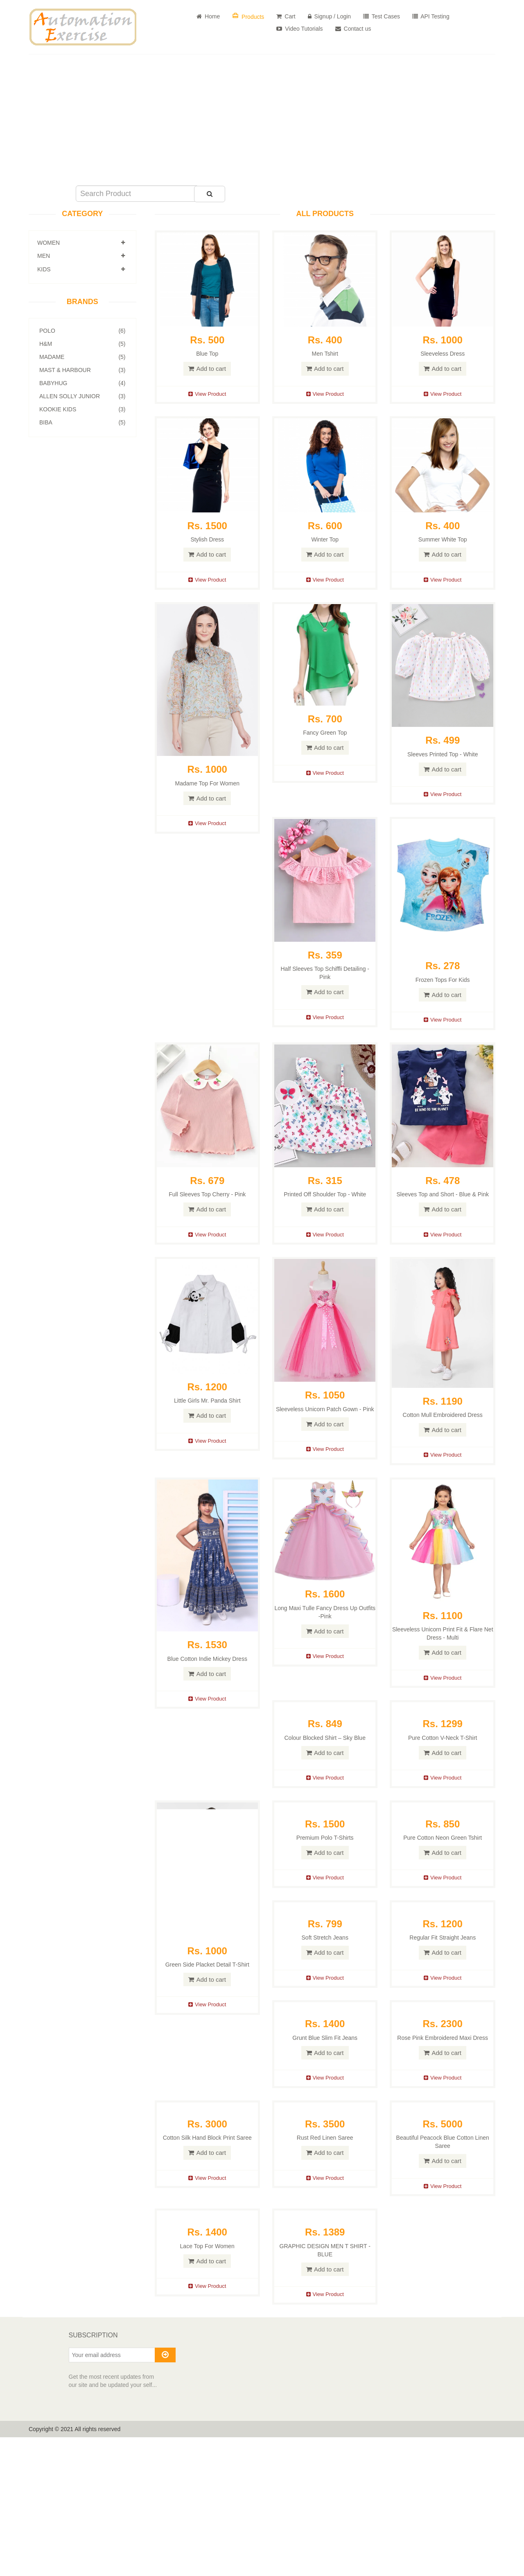 Automation
Exercise
Home
Products
Cart
Signup / Login
Test Cases
API Testing
Video Tutorials
Contact us
Search Product
CATEGORY
WOMEN
MEN
KIDS
BRANDS
POLO (6)
H&M (5)
MADAME (5)
MAST & HARBOUR (3)
BABYHUG (4)
ALLEN SOLLY JUNIOR (3)
KOOKIE KIDS (3)
BIBA (5)
ALL PRODUCTS
Rs. 500
Blue Top
Add to cart
View Product
Rs. 400
Men Tshirt
Add to cart
View Product
Rs. 1000
Sleeveless Dress
Add to cart
View Product
Rs. 1500
Stylish Dress
Add to cart
View Product
Rs. 600
Winter Top
Add to cart
View Product
Rs. 400
Summer White Top
Add to cart
View Product
Rs. 1000
Madame Top For Women
Add to cart
View Product
Rs. 700
Fancy Green Top
Add to cart
View Product
Rs. 499
Sleeves Printed Top - White
Add to cart
View Product
Rs. 359
Half Sleeves Top Schiffli Detailing -
Pink
Add to cart
View Product
FROZEN
Rs. 278
Frozen Tops For Kids
Add to cart
View Product
Rs. 679
Full Sleeves Top Cherry - Pink
Add to cart
View Product
Rs. 315
Printed Off Shoulder Top - White
Add to cart
View Product
BE KIND TO THE PLANET
Rs. 478
Sleeves Top and Short - Blue & Pink
Add to cart
View Product
Rs. 1200
Little Girls Mr. Panda Shirt
Add to cart
View Product
Rs. 1050
Sleeveless Unicorn Patch Gown - Pink
Add to cart
View Product
Rs. 1190
Cotton Mull Embroidered Dress
Add to cart
View Product
Rs. 1530
Blue Cotton Indie Mickey Dress
Add to cart
View Product
Rs. 1600
Long Maxi Tulle Fancy Dress Up Outfits
-Pink
Add to cart
View Product
Rs. 1100
Sleeveless Unicorn Print Fit & Flare Net
Dress - Multi
Add to cart
View Product
Rs. 849
Colour Blocked Shirt – Sky Blue
Add to cart
View Product
Rs. 1299
Pure Cotton V-Neck T-Shirt
Add to cart
View Product
Rs. 1000
Green Side Placket Detail T-Shirt
Add to cart
View Product
Rs. 1500
Premium Polo T-Shirts
Add to cart
View Product
Rs. 850
Pure Cotton Neon Green Tshirt
Add to cart
View Product
Rs. 799
Soft Stretch Jeans
Add to cart
View Product
Rs. 1200
Regular Fit Straight Jeans
Add to cart
View Product
Rs. 1400
Grunt Blue Slim Fit Jeans
Add to cart
View Product
Rs. 2300
Rose Pink Embroidered Maxi Dress
Add to cart
View Product
Rs. 3000
Cotton Silk Hand Block Print Saree
Add to cart
View Product
Rs. 3500
Rust Red Linen Saree
Add to cart
View Product
Rs. 5000
Beautiful Peacock Blue Cotton Linen
Saree
Add to cart
View Product
Rs. 1400
Lace Top For Women
Add to cart
View Product
Rs. 1389
GRAPHIC DESIGN MEN T SHIRT -
BLUE
Add to cart
View Product
SUBSCRIPTION
Your email address
Get the most recent updates from
our site and be updated your self...
Copyright © 2021 All rights reserved